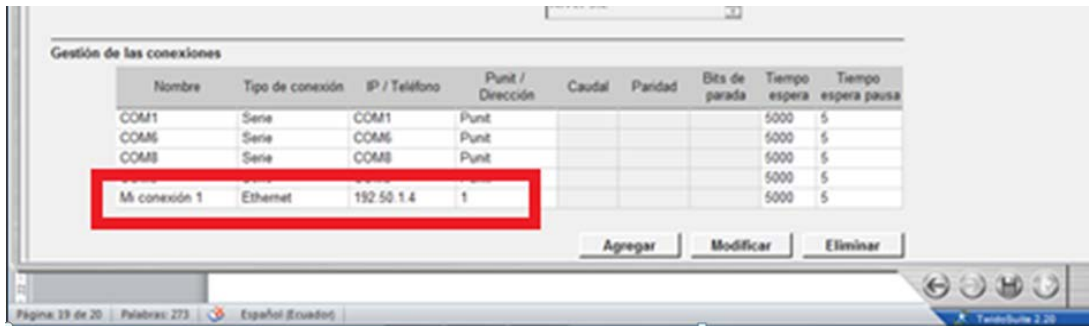 Gestión de las conexiones
Nombre Tipo de conexión IP / Teléfono Punit / Dirección Caudal Paridad Bits de parada Tiempo espera Tiempo espera pausa
COM1 Serie COM1 Punit 5000 5
COM6 Serie COM6 Punit 5000 5
COM8 Serie COM8 Punit 5000 5
5000 5
Mi conexión 1 Ethernet 192.50.1.4 1 5000 5
Agregar Modificar Eliminar
Página: 19 de 20 Palabras: 273 Español (Ecuador) TwidoSuite 2.20